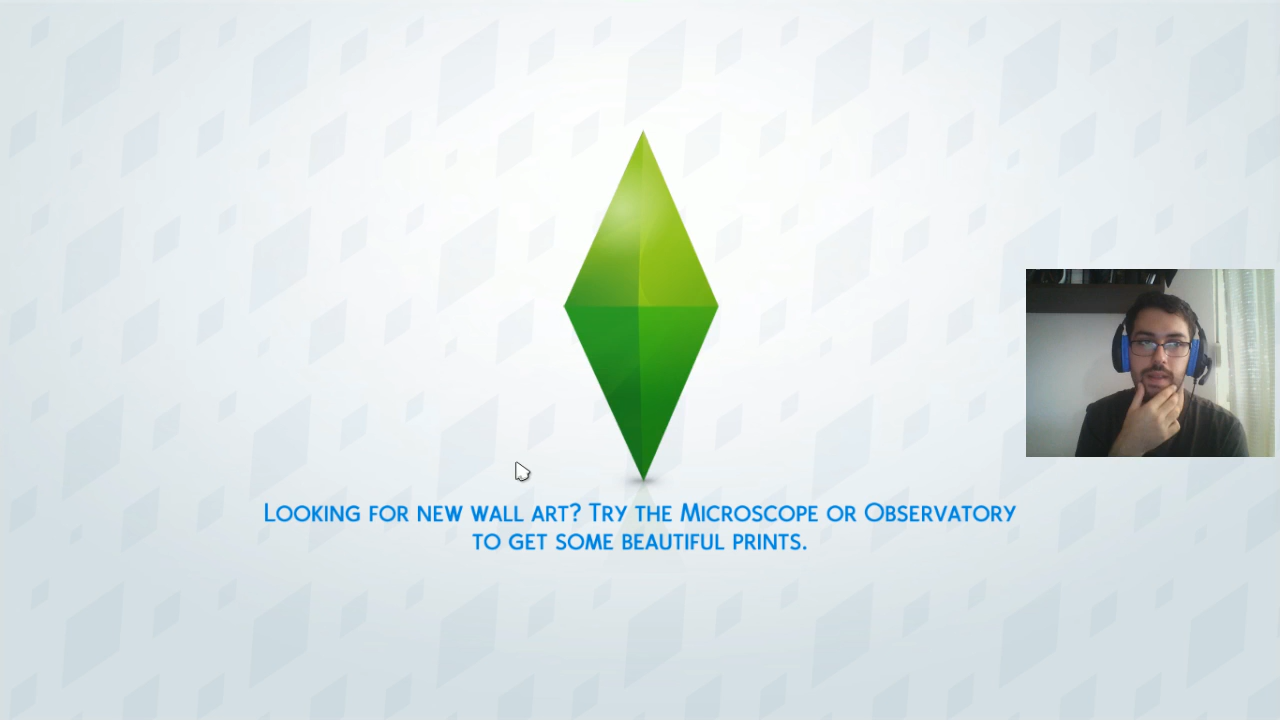 Looking for new wall art? Try the Microscope or Observatory
to get some beautiful prints.